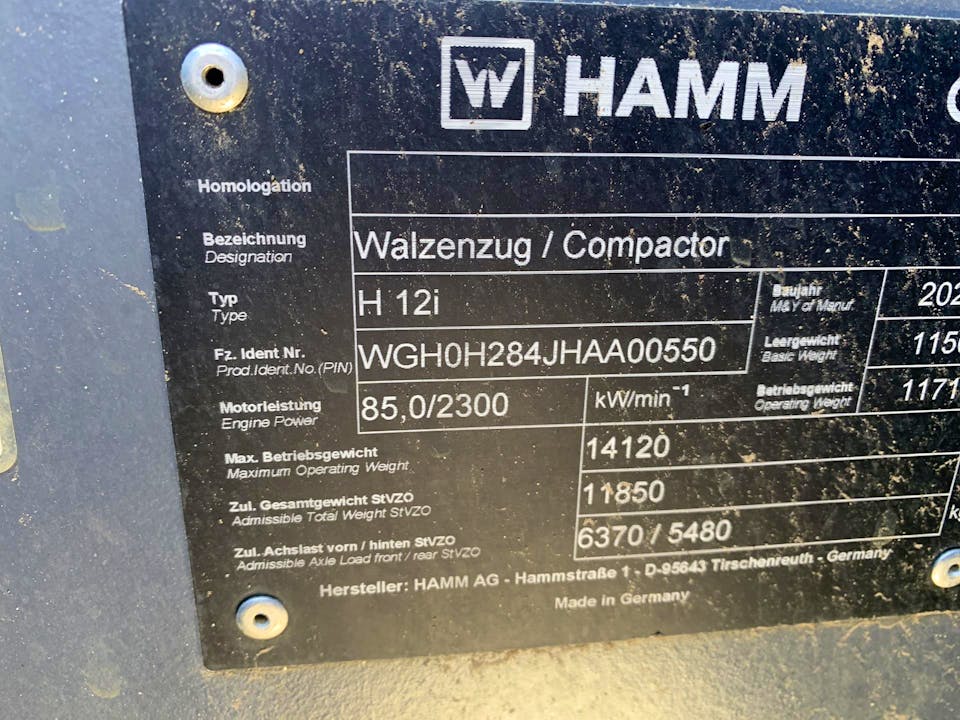 W HAMM
Homologation
Bezeichnung
Designation
Walzenzug / Compactor
Typ
Type
H 12i
Baujahr
M&Y of Manuf.
Fz. Ident Nr.
Prod.Ident.No.(PIN)
WGH0H284JHAA00550
Leergewicht
Basic Weight
Motorleistung
Engine Power
85,0/2300
kW/min⁻¹
Betriebsgewicht
Operating Weight
Max. Betriebsgewicht
Maximum Operating Weight
14120
Zul. Gesamtgewicht StVZO
Admissible Total Weight StVZO
11850
Zul. Achslast vorn / hinten StVZO
Admissible Axle Load front / rear StVZO
6370 / 5480
Hersteller: HAMM AG - Hammstraße 1 - D-95643 Tirschenreuth - Germany
Made in Germany